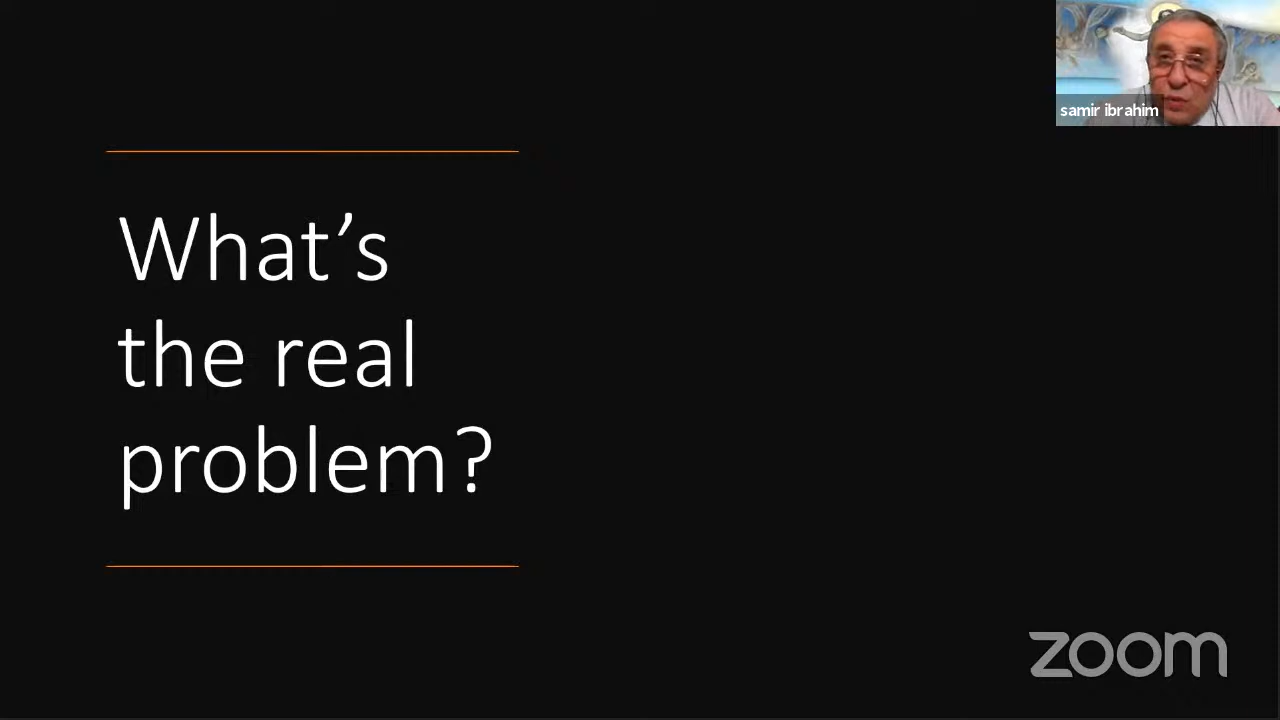 samir ibrahim
What's
the real
problem?
zoom